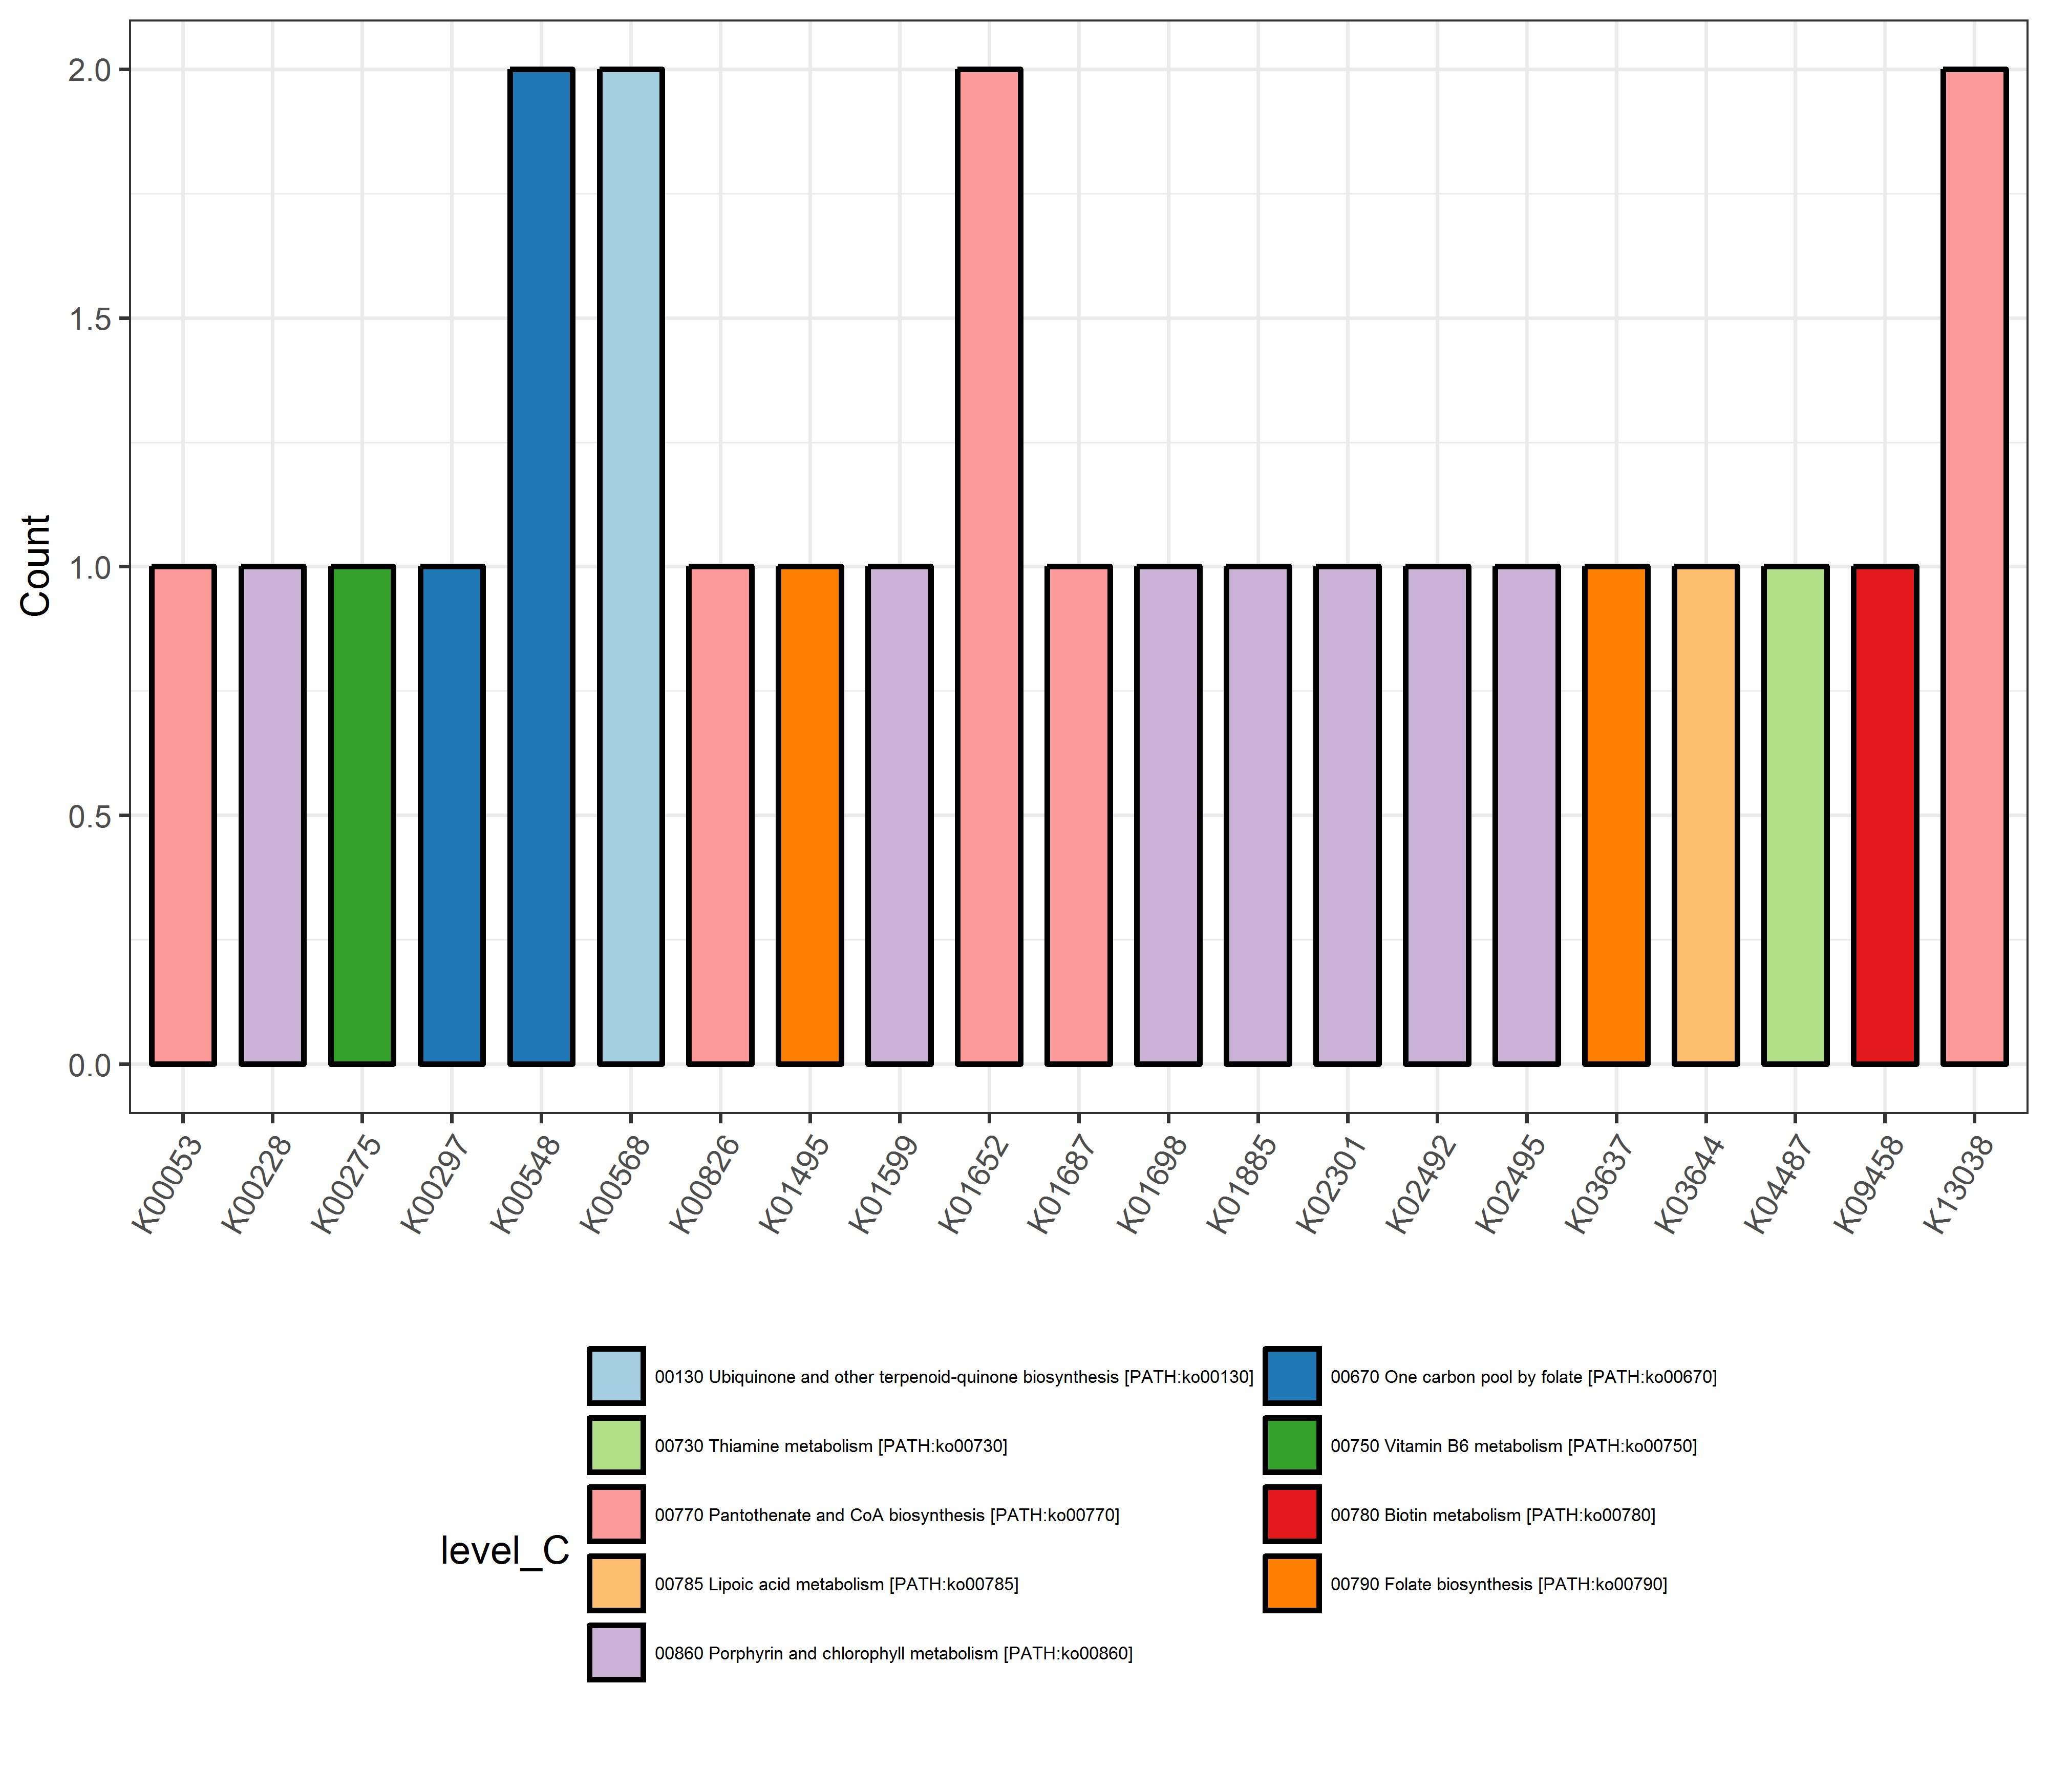 Count
2.0
1.5
1.0
0.5
0.0
K00053
K00228
K00275
K00297
K00548
K00568
K00826
K01495
K01599
K01652
K01687
K01698
K01885
K02301
K02492
K02495
K03637
K03644
K04487
K09458
K13038
level_C
00130 Ubiquinone and other terpenoid-quinone biosynthesis [PATH:ko00130]
00730 Thiamine metabolism [PATH:ko00730]
00770 Pantothenate and CoA biosynthesis [PATH:ko00770]
00785 Lipoic acid metabolism [PATH:ko00785]
00860 Porphyrin and chlorophyll metabolism [PATH:ko00860]
00670 One carbon pool by folate [PATH:ko00670]
00750 Vitamin B6 metabolism [PATH:ko00750]
00780 Biotin metabolism [PATH:ko00780]
00790 Folate biosynthesis [PATH:ko00790]